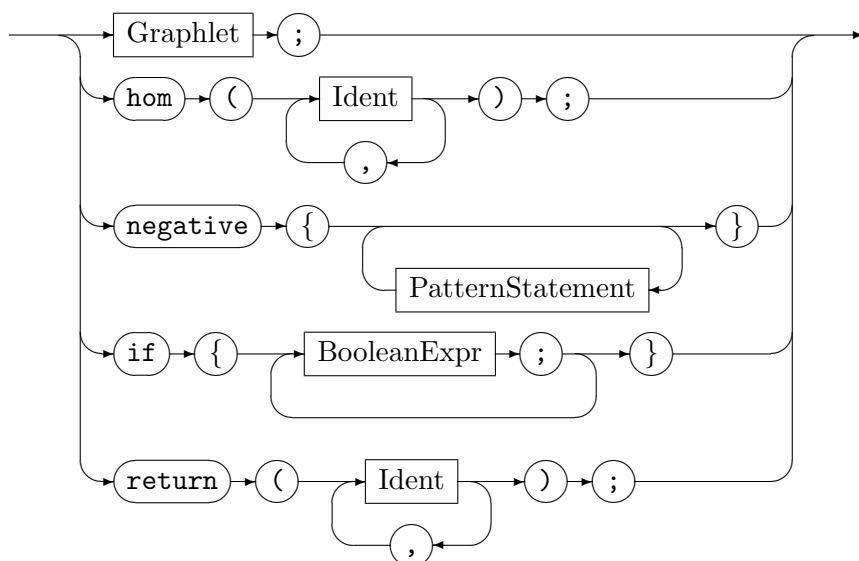 Graphlet ;
hom ( Ident ) ;
,
negative { }
PatternStatement
if { BooleanExpr ; }
return ( Ident ) ;
,